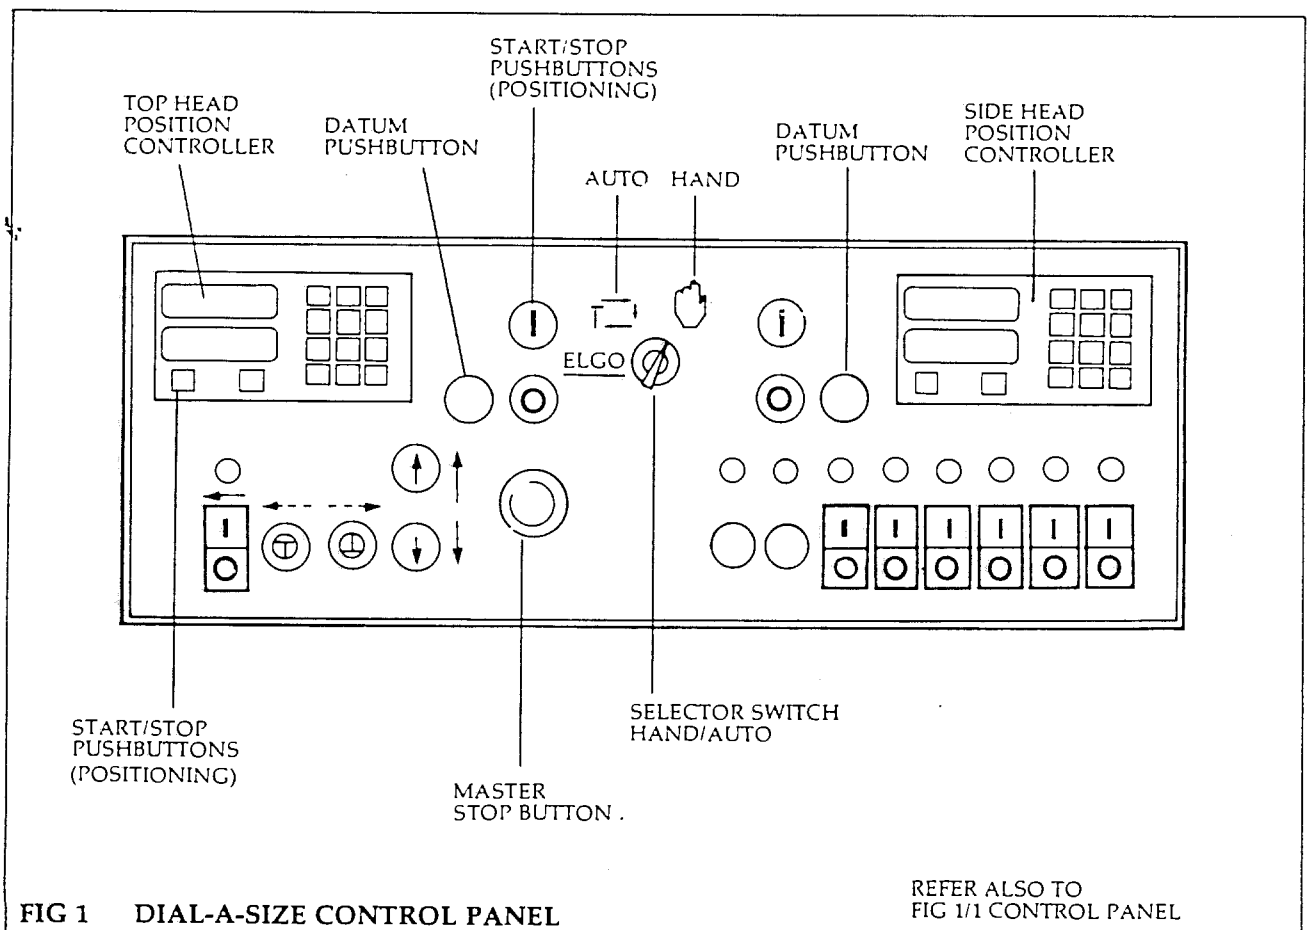 START/STOP
PUSHBUTTONS
(POSITIONING)
TOP HEAD
POSITION
CONTROLLER
DATUM
PUSHBUTTON
DATUM
PUSHBUTTON
SIDE HEAD
POSITION
CONTROLLER
AUTO HAND
ELGO
START/STOP
PUSHBUTTONS
(POSITIONING)
SELECTOR SWITCH
HAND/AUTO
MASTER
STOP BUTTON .
REFER ALSO TO
FIG 1/1 CONTROL PANEL
FIG 1 DIAL-A-SIZE CONTROL PANEL